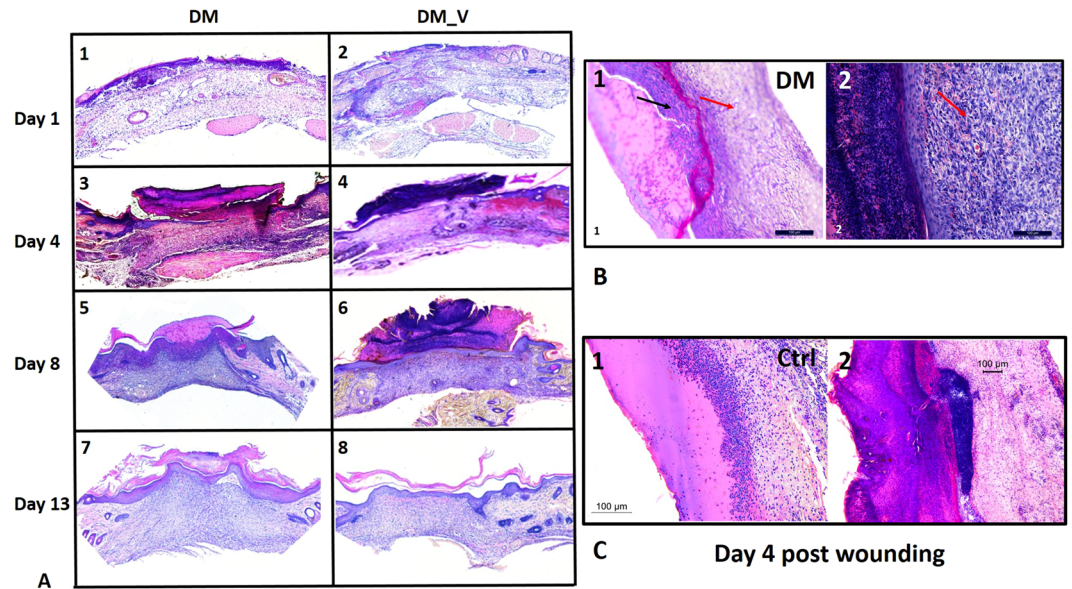 DM DM_V
1 2
Day 1
3 4
Day 4
5 6
Day 8
7 8
Day 13
A
1 DM 2
1 2
B
1 Ctrl 2
100 µm
100 µm
C Day 4 post wounding